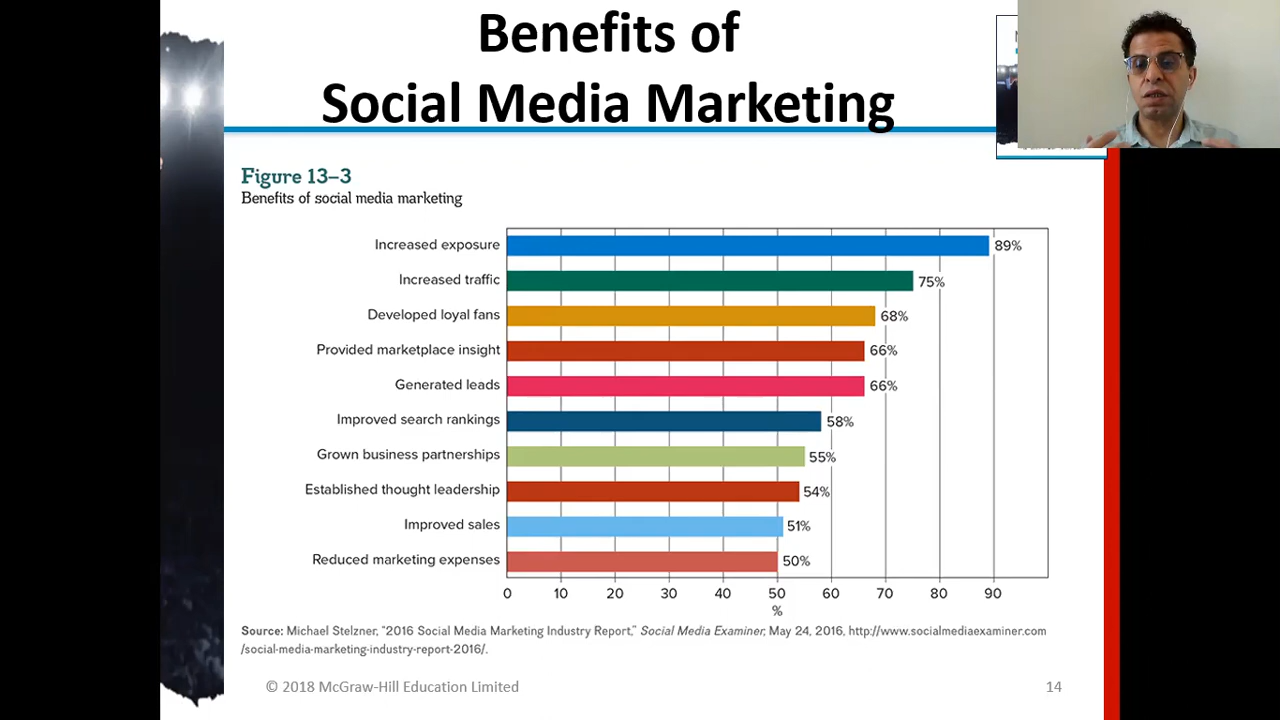 Benefits of
Social Media Marketing
Figure 13–3
Benefits of social media marketing
Increased exposure 89%
Increased traffic 75%
Developed loyal fans 68%
Provided marketplace insight 66%
Generated leads 66%
Improved search rankings 58%
Grown business partnerships 55%
Established thought leadership 54%
Improved sales 51%
Reduced marketing expenses 50%
0 10 20 30 40 50 60 70 80 90
%
Source: Michael Stelzner, “2016 Social Media Marketing Industry Report,” Social Media Examiner, May 24, 2016, http://www.socialmediaexaminer.com
/social-media-marketing-industry-report-2016/.
© 2018 McGraw-Hill Education Limited 14